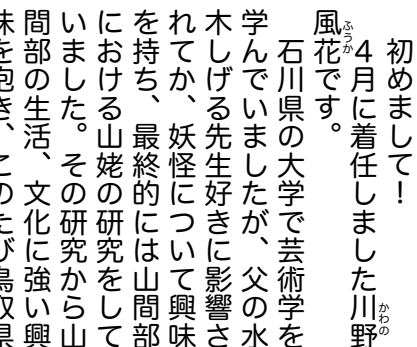 初めまして！
４月に着任しました川野
風花です。
石川県の大学で芸術学を
学んでいましたが、父の水
木しげる先生好きに影響さ
れてか、妖怪について興味
を持ち、最終的には山間部
における山姥の研究をして
いました。その研究から山
間部の生活、文化に強い興
味を抱き、このたび鳥取県